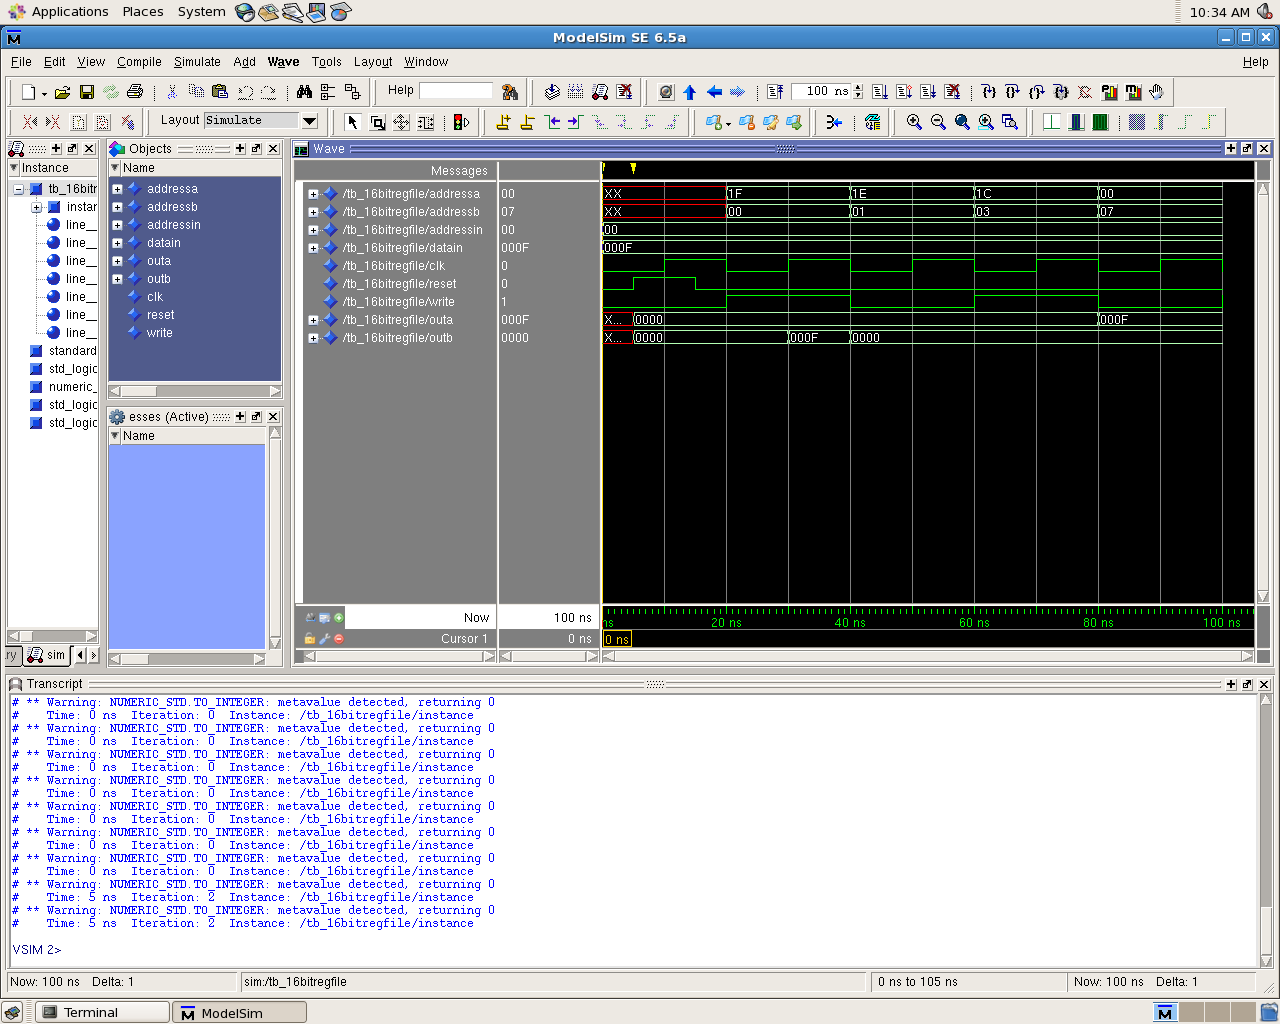 Applications Places System 10:34 AM
ModelSim SE 6.5a
File Edit View Compile Simulate Add Wave Tools Layout Window Help
Help 100 ns
Layout Simulate
Instance
tb_16bitr
instar
line_
line_
line_
line_
line_
line_
line_
standard
std_logic
numeric_
std_logic
std_logic
sim
Objects
Name
addressa
addressb
addressin
datain
outa
outb
clk
reset
write
esses (Active)
Name
Wave
Messages
/tb_16bitregfile/addressa 00 XX 1F 1E 1C 00
/tb_16bitregfile/addressb 07 XX 00 01 03 07
/tb_16bitregfile/addressin 00 00
/tb_16bitregfile/datain 000F 000F
/tb_16bitregfile/clk 0
/tb_16bitregfile/reset 0
/tb_16bitregfile/write 1
/tb_16bitregfile/outa 000F X... 0000 000F
/tb_16bitregfile/outb 0000 X... 0000 000F 0000
Now 100 ns ns 20 ns 40 ns 60 ns 80 ns 100 ns
Cursor 1 0 ns 0 ns
Transcript
# ** Warning: NUMERIC_STD.TO_INTEGER: metavalue detected, returning 0
# Time: 0 ns Iteration: 0 Instance: /tb_16bitregfile/instance
# ** Warning: NUMERIC_STD.TO_INTEGER: metavalue detected, returning 0
# Time: 0 ns Iteration: 0 Instance: /tb_16bitregfile/instance
# ** Warning: NUMERIC_STD.TO_INTEGER: metavalue detected, returning 0
# Time: 0 ns Iteration: 0 Instance: /tb_16bitregfile/instance
# ** Warning: NUMERIC_STD.TO_INTEGER: metavalue detected, returning 0
# Time: 0 ns Iteration: 0 Instance: /tb_16bitregfile/instance
# ** Warning: NUMERIC_STD.TO_INTEGER: metavalue detected, returning 0
# Time: 0 ns Iteration: 0 Instance: /tb_16bitregfile/instance
# ** Warning: NUMERIC_STD.TO_INTEGER: metavalue detected, returning 0
# Time: 0 ns Iteration: 0 Instance: /tb_16bitregfile/instance
# ** Warning: NUMERIC_STD.TO_INTEGER: metavalue detected, returning 0
# Time: 0 ns Iteration: 0 Instance: /tb_16bitregfile/instance
# ** Warning: NUMERIC_STD.TO_INTEGER: metavalue detected, returning 0
# Time: 5 ns Iteration: 2 Instance: /tb_16bitregfile/instance
# ** Warning: NUMERIC_STD.TO_INTEGER: metavalue detected, returning 0
# Time: 5 ns Iteration: 2 Instance: /tb_16bitregfile/instance
VSIM 2>
Now: 100 ns Delta: 1 sim:/tb_16bitregfile 0 ns to 105 ns Now: 100 ns Delta: 1
Terminal ModelSim